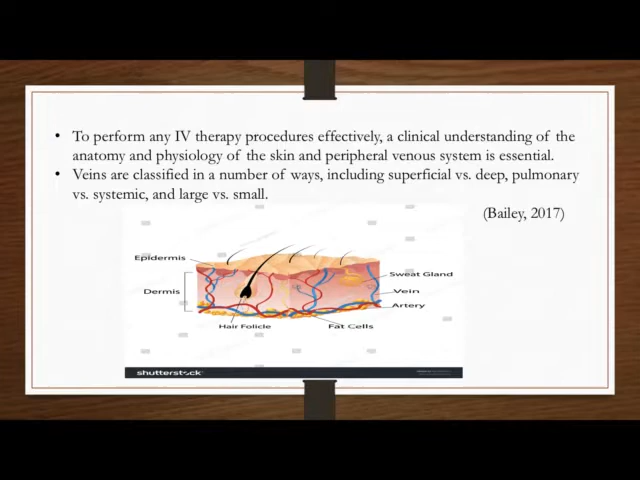 • To perform any IV therapy procedures effectively, a clinical understanding of the
anatomy and physiology of the skin and peripheral venous system is essential.
• Veins are classified in a number of ways, including superficial vs. deep, pulmonary
vs. systemic, and large vs. small.
(Bailey, 2017)
Epidermis
Dermis
Sweat Gland
Vein
Artery
Hair Folicle
Fat Cells
shutterstock